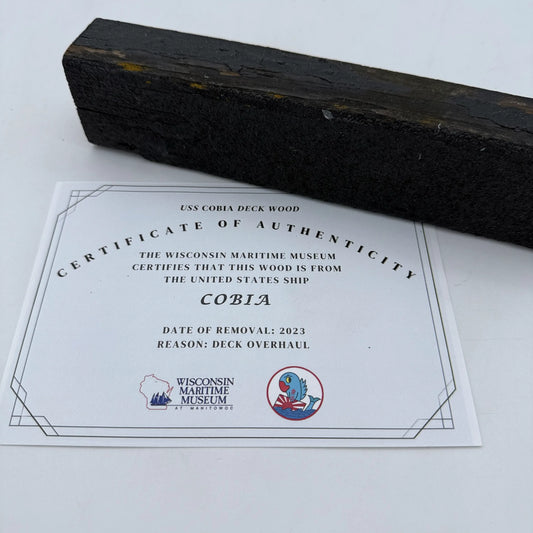 USS COBIA DECK WOOD
CERTIFICATE OF AUTHENTICITY
THE WISCONSIN MARITIME MUSEUM
CERTIFIES THAT THIS WOOD IS FROM
THE UNITED STATES SHIP
COBIA
DATE OF REMOVAL: 2023
REASON: DECK OVERHAUL
WISCONSIN
MARITIME
MUSEUM
AT MANITOWOC